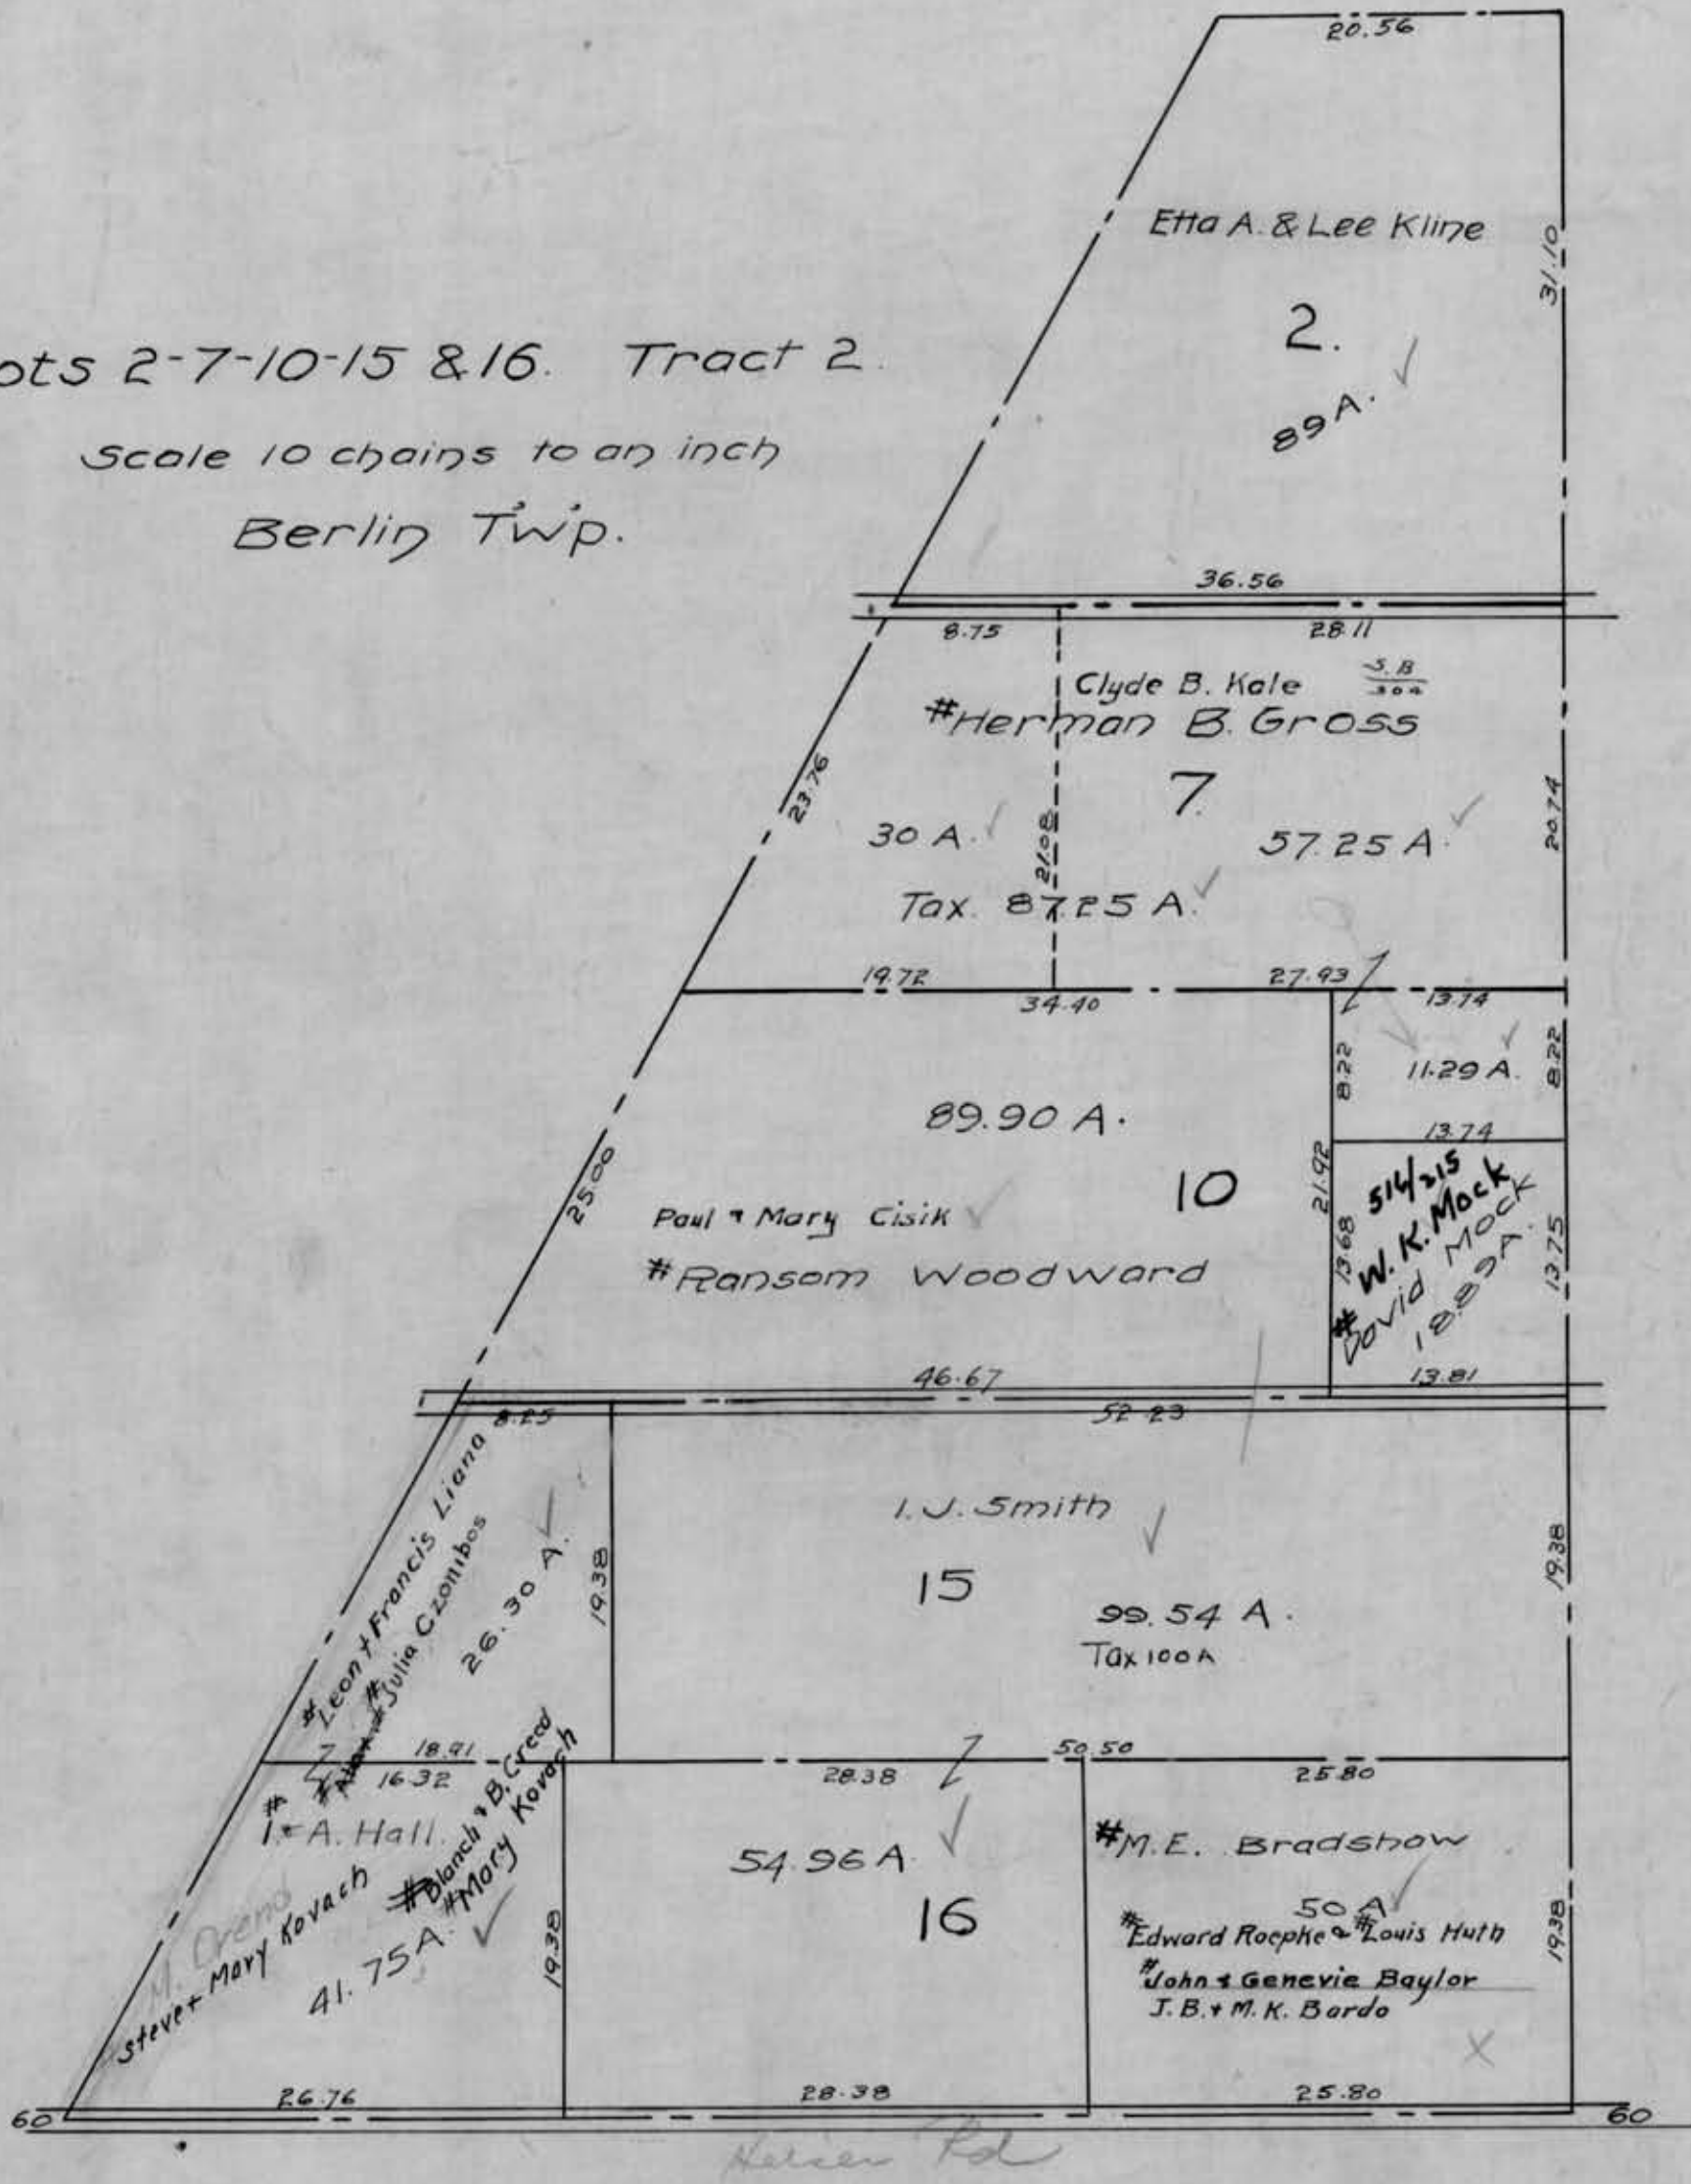 20.56
Etta A. & Lee Kline
31.10
2.
89 A.
ots 2-7-10-15 & 16. Tract 2.
Scale 10 chains to an inch
Berlin Tw'p.
36.56
8.75
28.11
Clyde B. Kale
S.B
304
#Herman B. Gross
7.
23.76
30 A.
21.08
57.25 A.
20.74
Tax. 87.25 A.
19.72
27.93
13.74
34.40
8.22
11.29 A.
8.22
89.90 A.
13.74
25.00
10
21.92
514/215
#W. K. Mock
David Mock
18.89 A.
13.68
13.75
Paul & Mary Cisik
#Ransom Woodward
46.67
13.81
8.25
52.23
#Leon + Francis Liana
Julia Czonibos
26.30 A.
19.38
I. J. Smith
15
99.54 A.
Tax 100 A
19.38
18.91
50.50
16.32
28.38
25.80
I. & A. Hall.
#Blanch & B. Creed
#Mary Kovach
Steve + Mary Kovach
41.75 A.
19.38
54.96 A.
16
#M. E. Bradshaw
50 A
#Edward Roepke & #Louis Huth
#John & Genevie Baylor
J. B. + M. K. Bardo
19.38
26.76
28.38
25.80
60
60
Rd